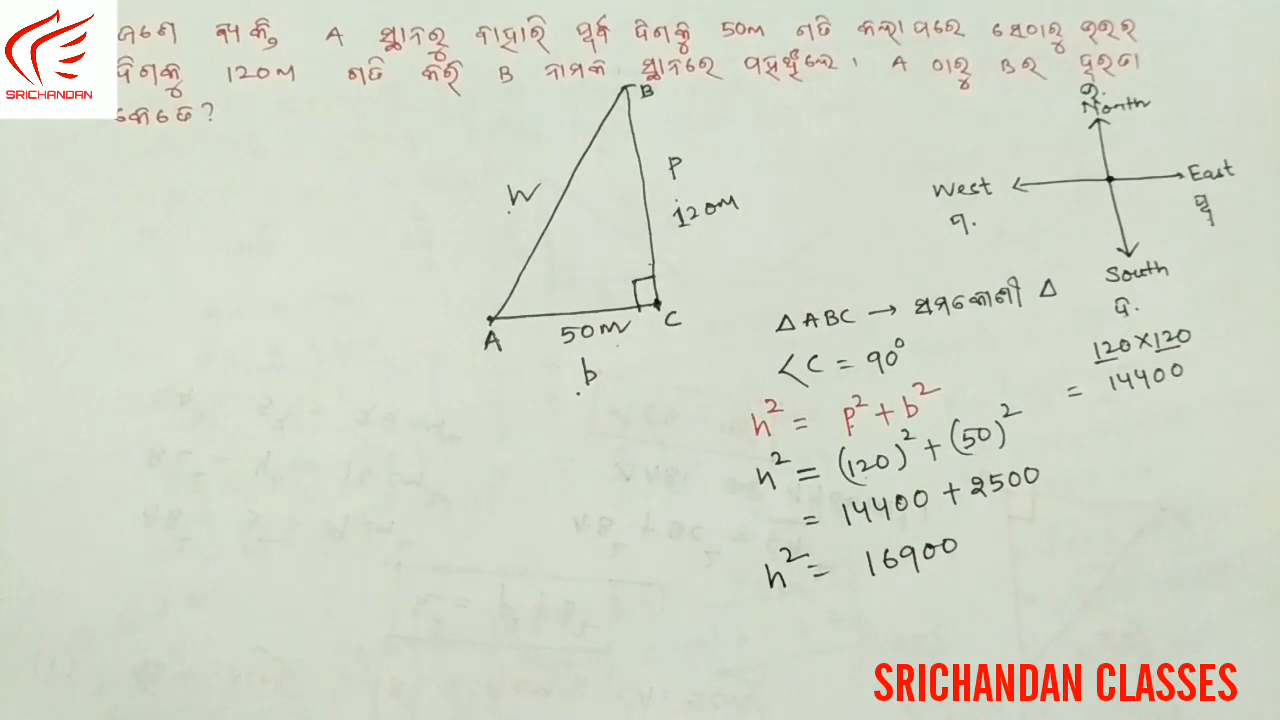 ଜଣେ ବ୍ୟକ୍ତି A ସ୍ଥାନରୁ ବାହାରି ପୂର୍ବ ଦିଗକୁ 50m ଗତି କଲାପରେ ସେଠାରୁ ଉତ୍ତର
ଦିଗକୁ 120m ଗତି କରି B ନାମକ ସ୍ଥାନରେ ପହଞ୍ଚିଲେ। A ଠାରୁ B ର ଦୂରତା
କେତେ?
SRICHANDAN
B
h
P
120m
A
50m
C
b
ଉ.
North
West
ପ.
East
ପୂ
South
ଦ.
△ABC → ସମକୋଣୀ △
<C = 90°
120×120
= 14400
h² = p² + b²
h² = (120)² + (50)²
= 14400 + 2500
h² = 16900
SRICHANDAN CLASSES